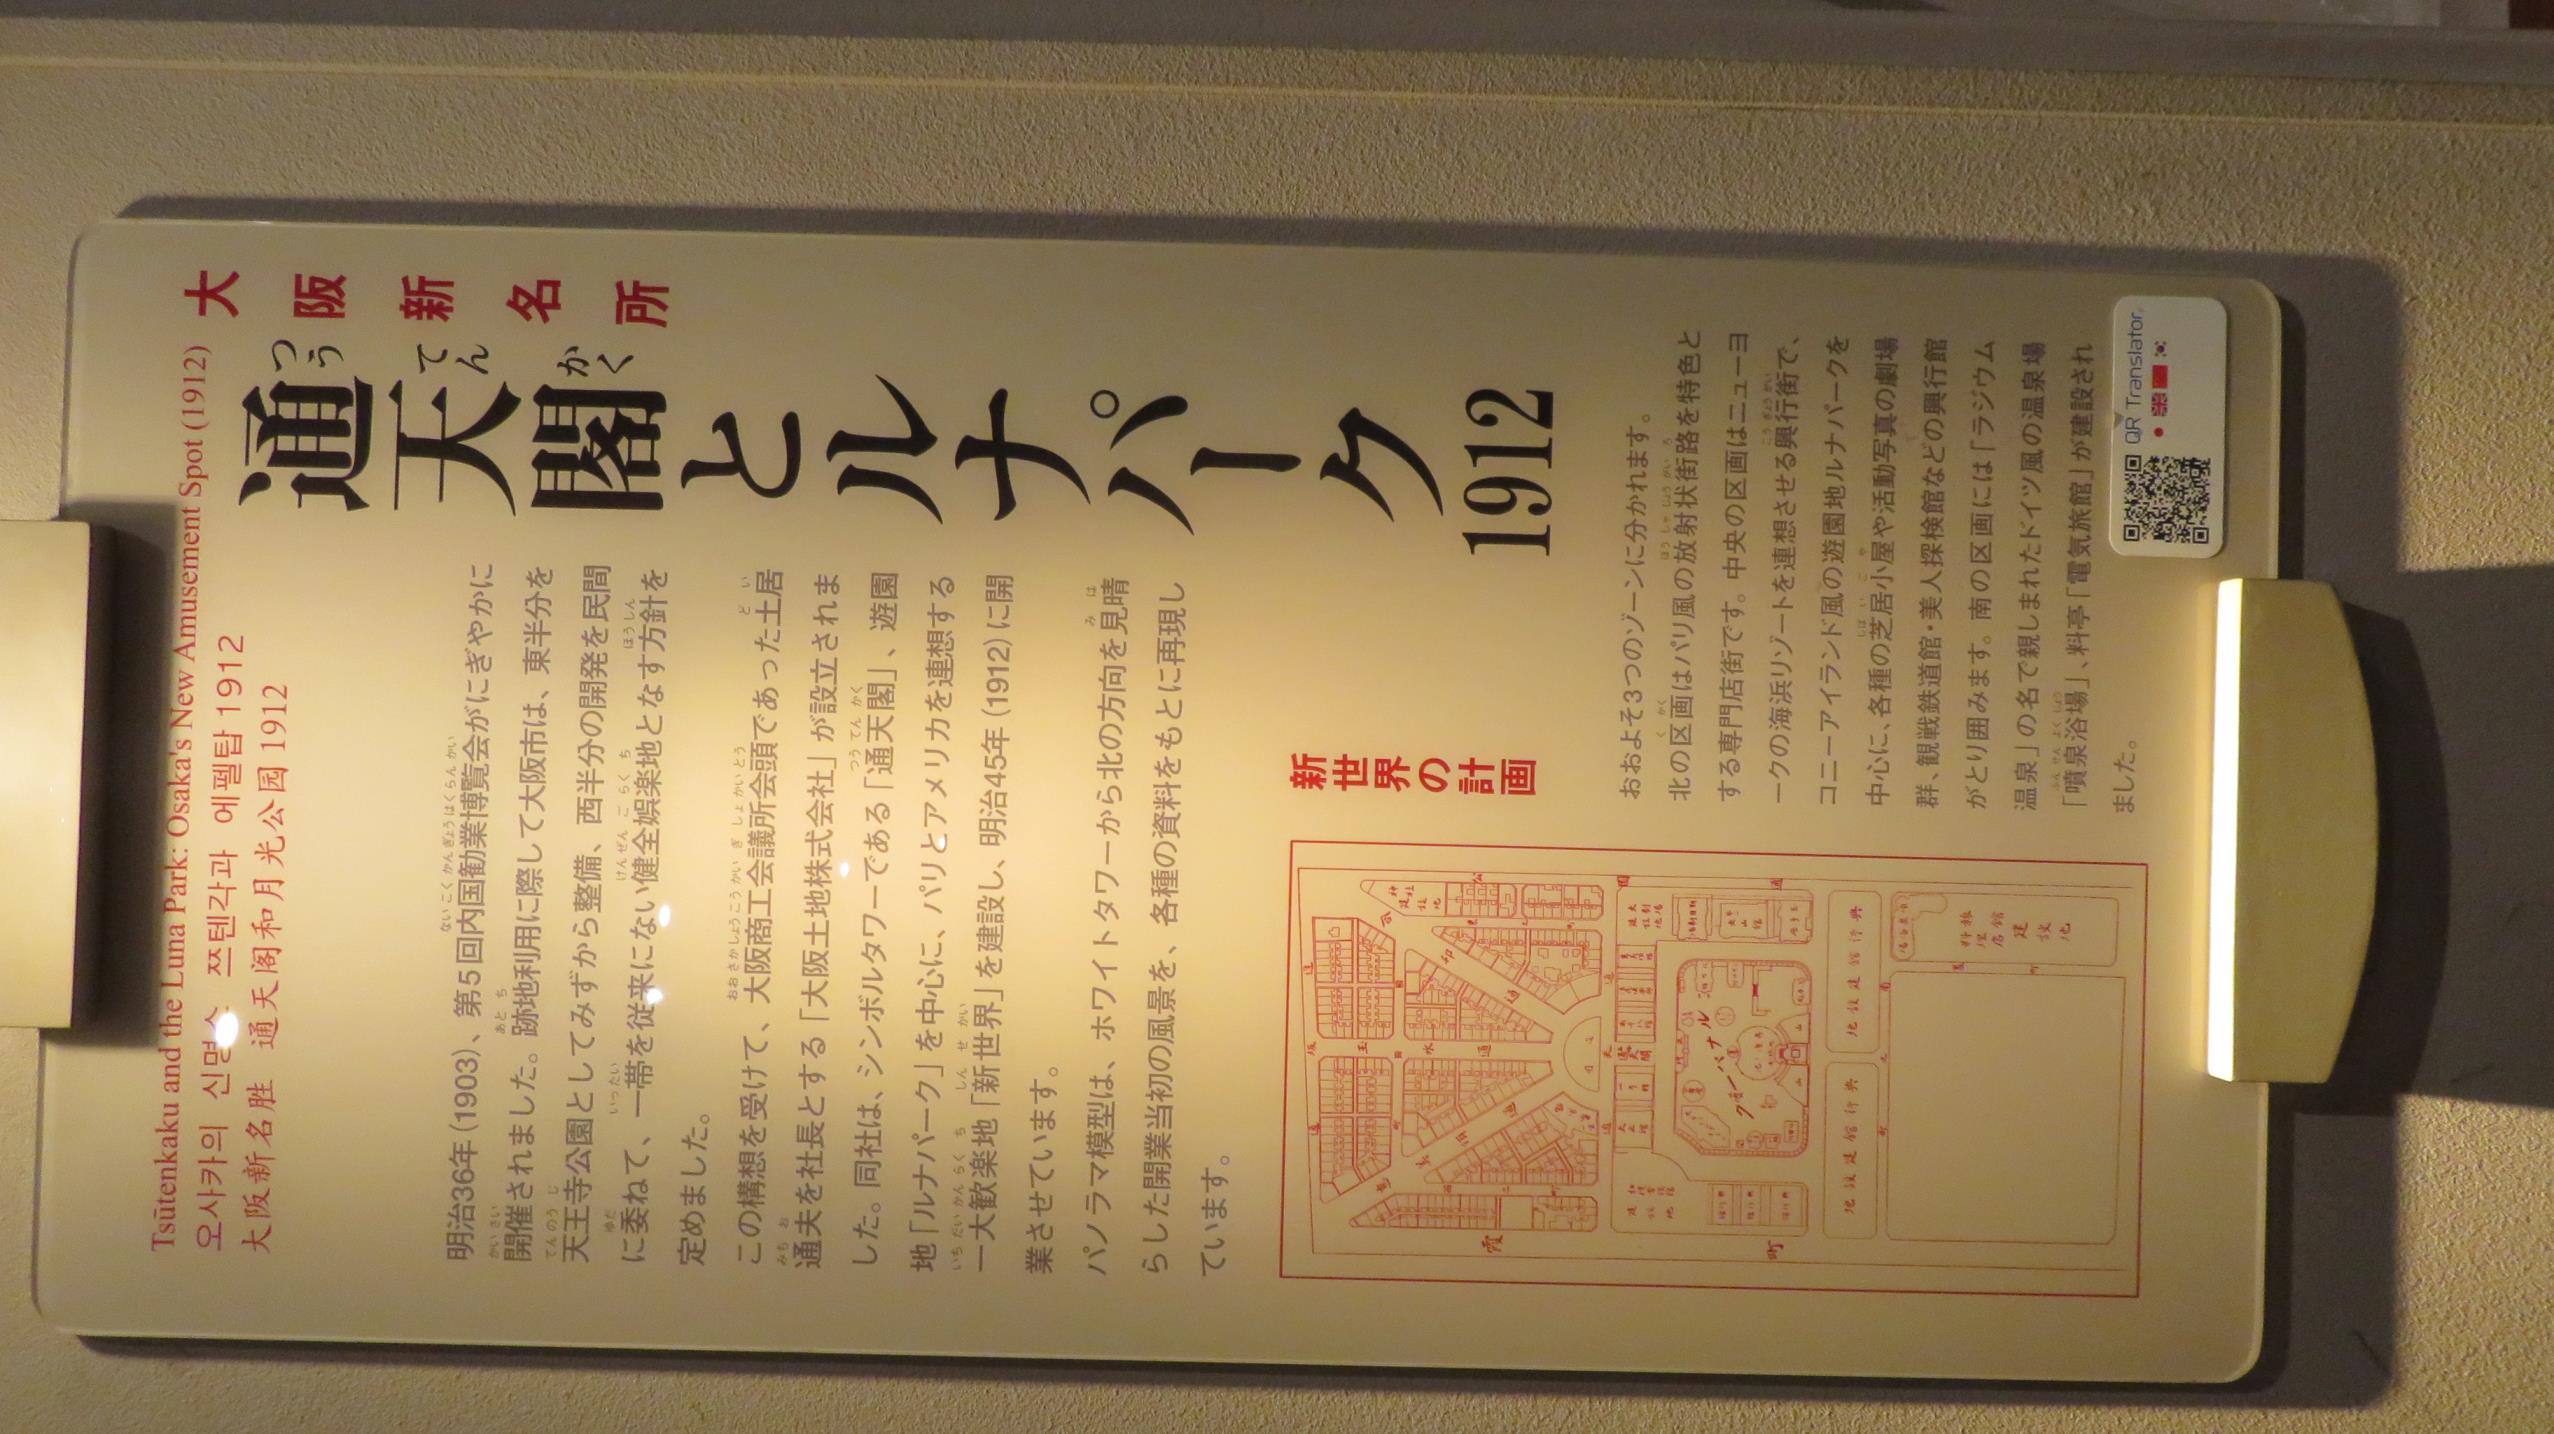 Tsūtenkaku and the Luna Park: Osaka's New Amusement Spot (1912)
오사카의 신명소 쯔텐각과 에펠탑 1912
大阪新名胜 通天阁和月光公园 1912
大阪新名所
通天閣とルナパーク
つう てん かく
1912
明治36年(1903)、第5回内国勧業博覧会がにぎやかに
開催されました。跡地利用に際して大阪市は、東半分を
天王寺公園としてみずから整備、西半分の開発を民間
に委ねて、一帯を従来にない健全娯楽地となす方針を
定めました。
この構想を受けて、大阪商工会議所会頭であった土居
通夫を社長とする「大阪土地株式会社」が設立されま
した。同社は、シンボルタワーである「通天閣」、遊園
地「ルナパーク」を中心に、パリとアメリカを連想する
一大歓楽地「新世界」を建設し、明治45年(1912)に開
業させています。
パノラマ模型は、ホワイトタワーから北の方向を見晴
らした開業当初の風景を、各種の資料をもとに再現し
ています。
新世界の計画
おおよそ3つのゾーンに分かれます。
北の区画はパリ風の放射状街路を特色と
する専門店街です。中央の区画はニューヨ
ークの海浜リゾートを連想させる興行街で、
コニーアイランド風の遊園地ルナパークを
中心に、各種の芝居小屋や活動写真の劇場
群、観戦鉄道館・美人探検館などの興行館
がとり囲みます。南の区画には「ラジウム
温泉」の名で親しまれたドイツ風の温泉場
「噴泉浴場」、料亭「電気旅館」が建設され
ました。
QR Translator